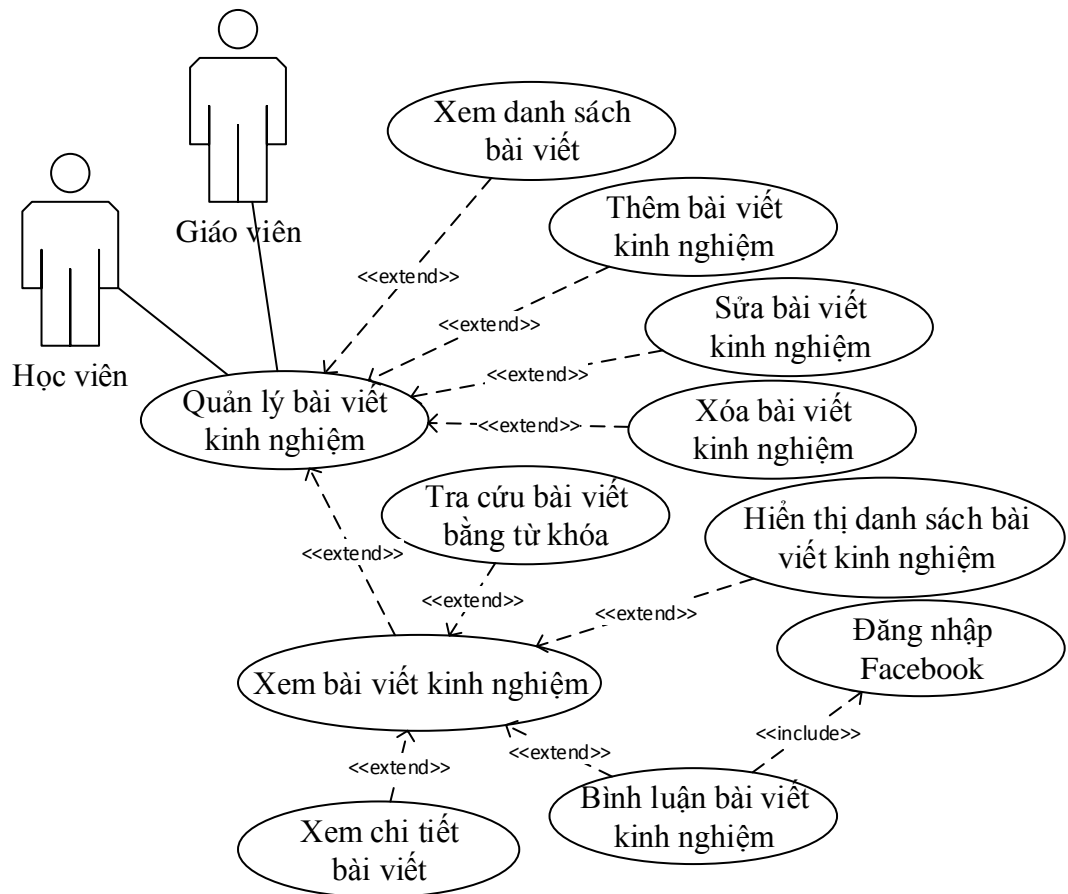 Xem danh sách
bài viết
Giáo viên
Thêm bài viết
kinh nghiệm
<<extend>>
<<extend>>
Sửa bài viết
kinh nghiệm
Học viên
<<extend>>
Quản lý bài viết
kinh nghiệm
Xóa bài viết
kinh nghiệm
<<extend>>
Tra cứu bài viết
bằng từ khóa
Hiển thị danh sách bài
viết kinh nghiệm
<<extend>>
<<extend>>
<<extend>>
Đăng nhập
Facebook
Xem bài viết kinh nghiệm
<<include>>
<<extend>>
<<extend>>
Bình luận bài viết
kinh nghiệm
Xem chi tiết
bài viết